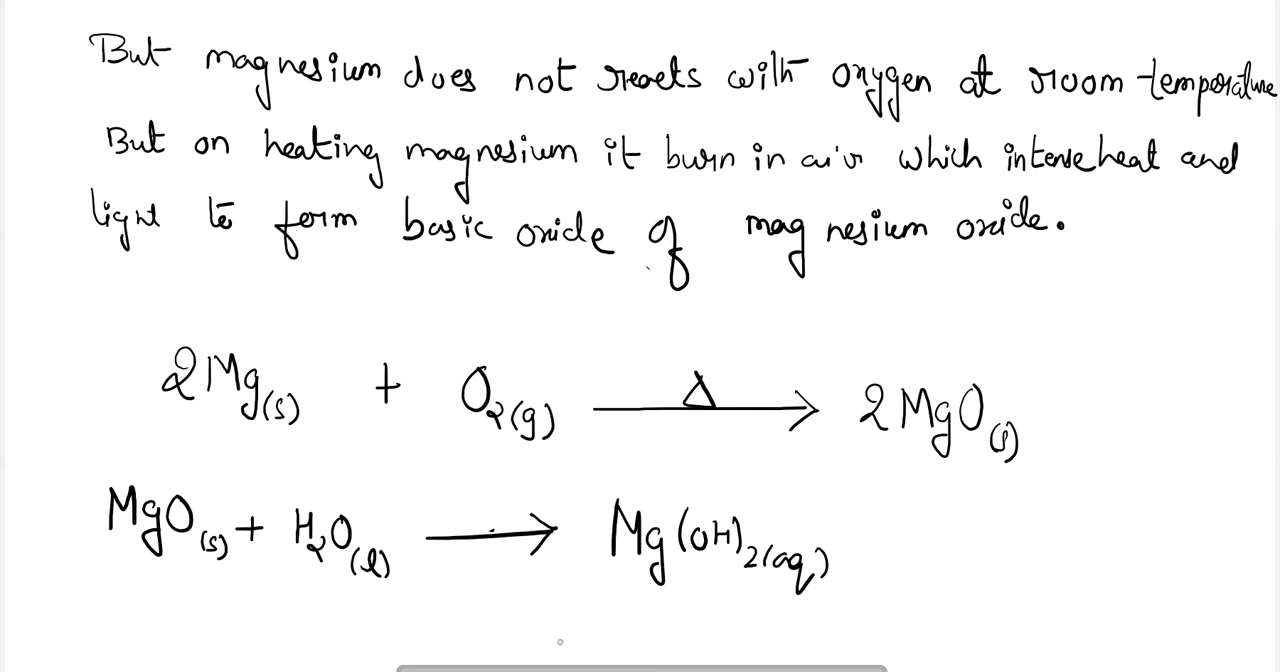 But magnesium does not reacts with oxygen at room temperature
But on heating magnesium it burn in air which intense heat and
light to form basic oxide of magnesium oxide.
2Mg(s) + O₂(g) —Δ→ 2MgO(s)
MgO(s) + H₂O(l) ⟶ Mg(OH)₂(aq)